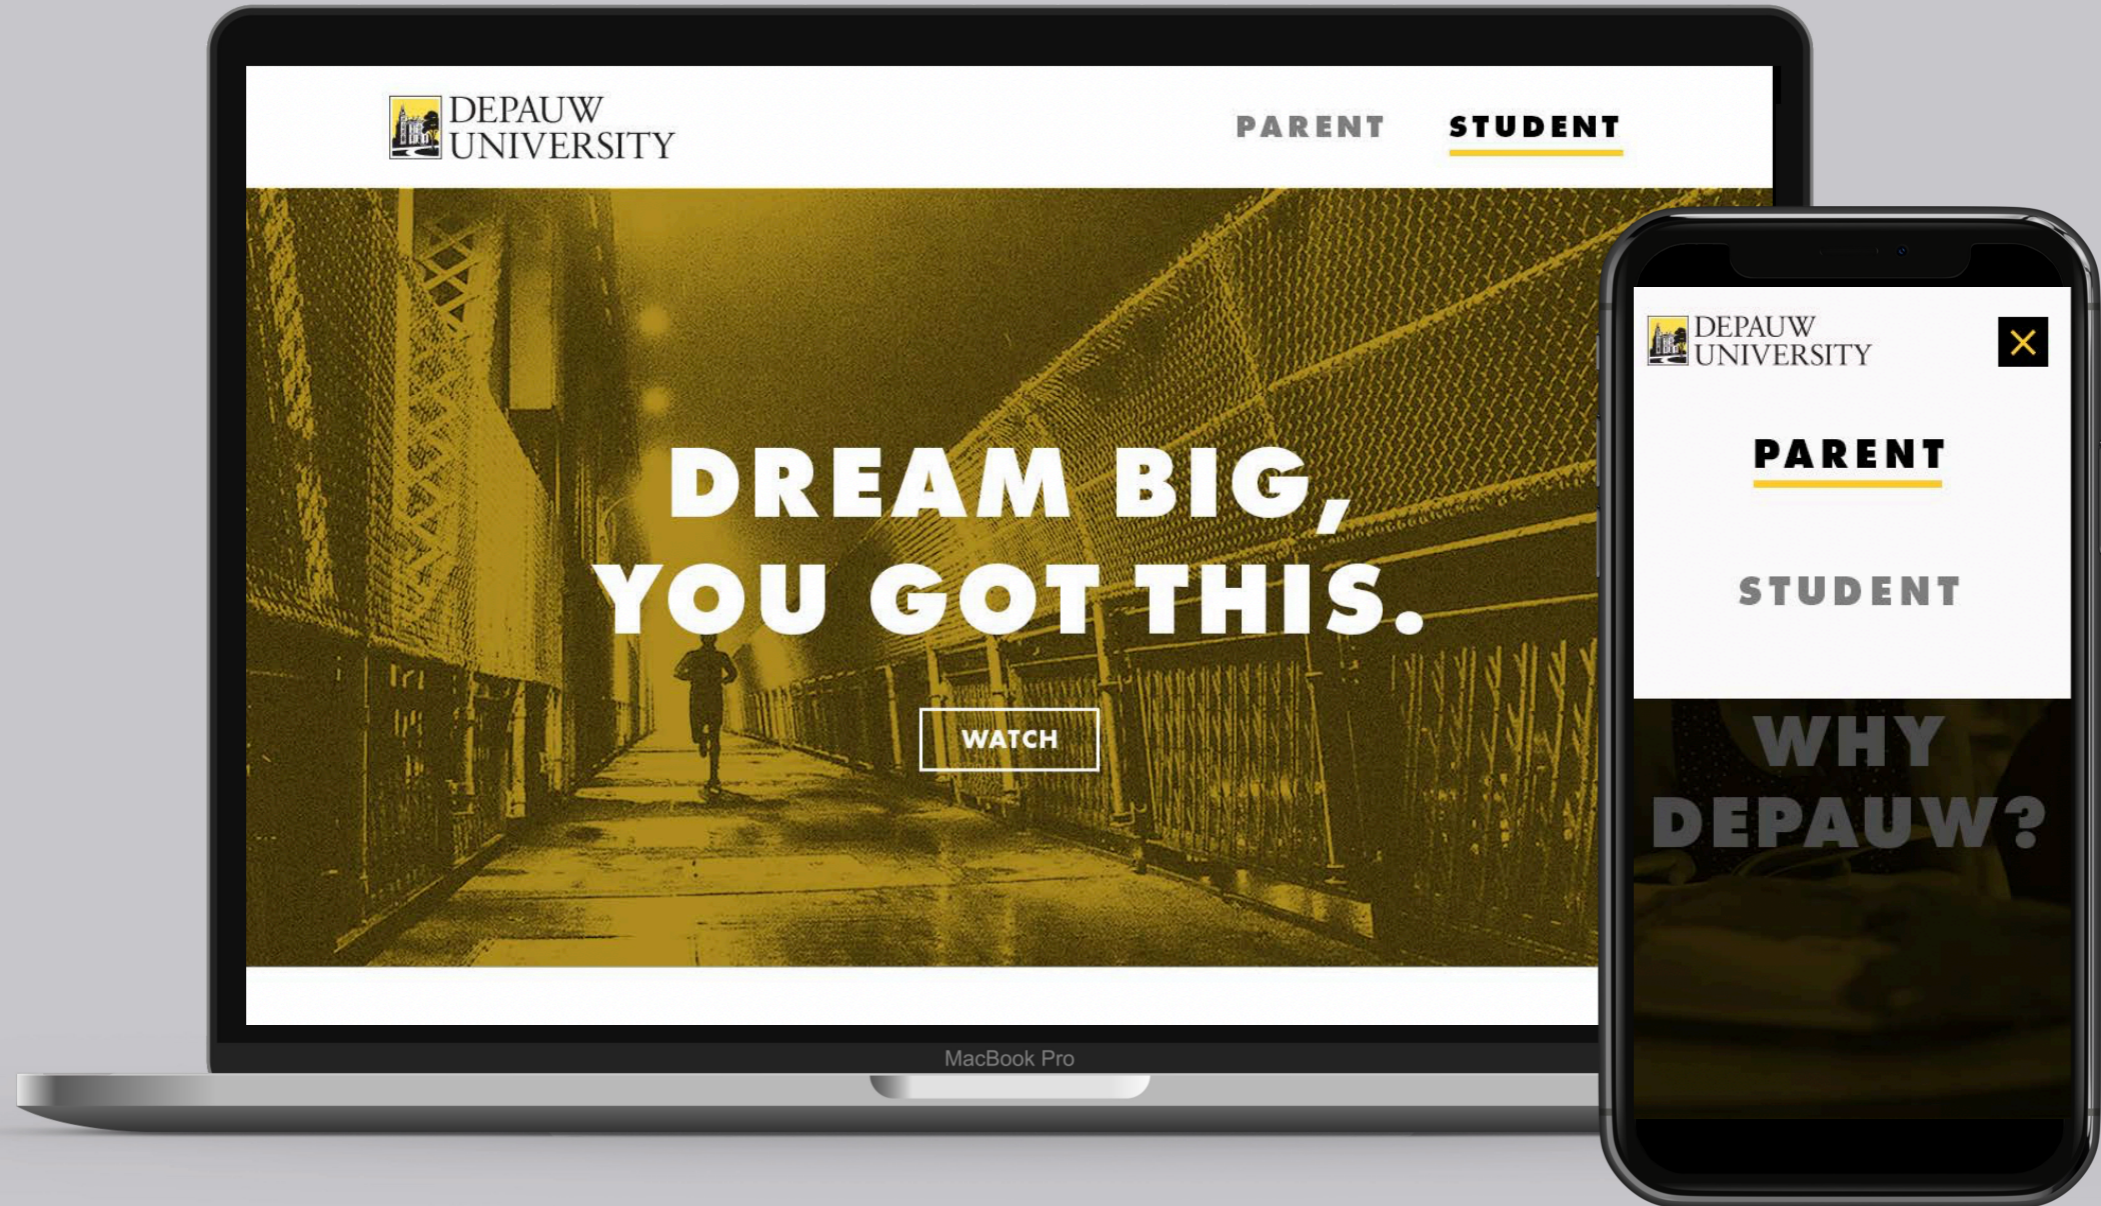 DEPAUW
UNIVERSITY
PARENT
STUDENT
DREAM BIG,
YOU GOT THIS.
WATCH
MacBook Pro
DEPAUW
UNIVERSITY
PARENT
STUDENT
WHY
DEPAUW?